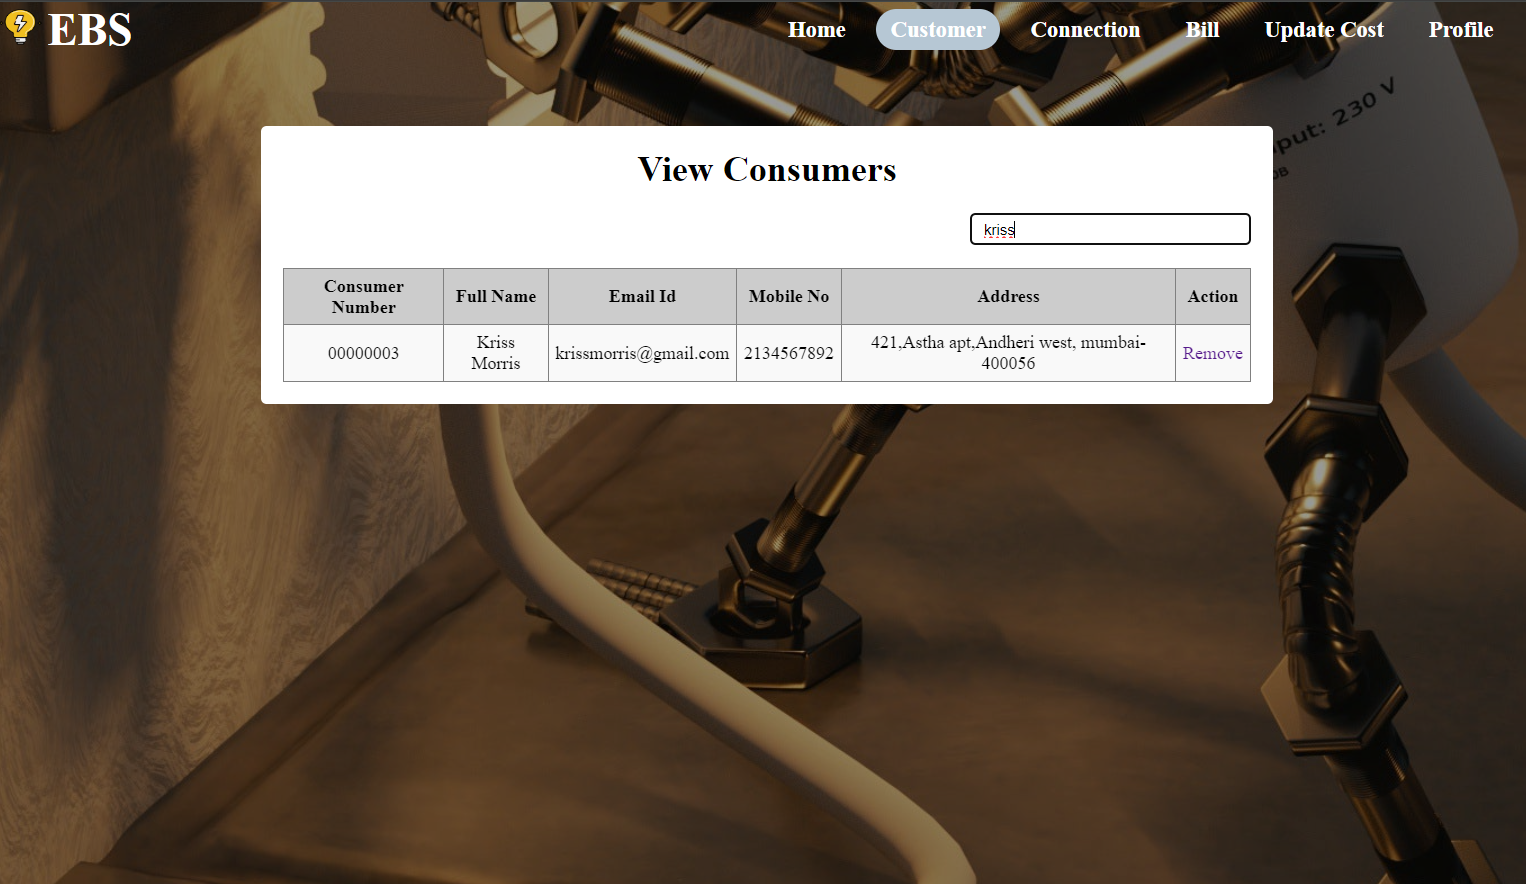 EBS
Home Customer Connection Bill Update Cost Profile
put: 230 V
View Consumers
kriss
Consumer Number Full Name Email Id Mobile No Address Action
00000003 Kriss Morris krissmorris@gmail.com 2134567892 421,Astha apt,Andheri west, mumbai-400056 Remove